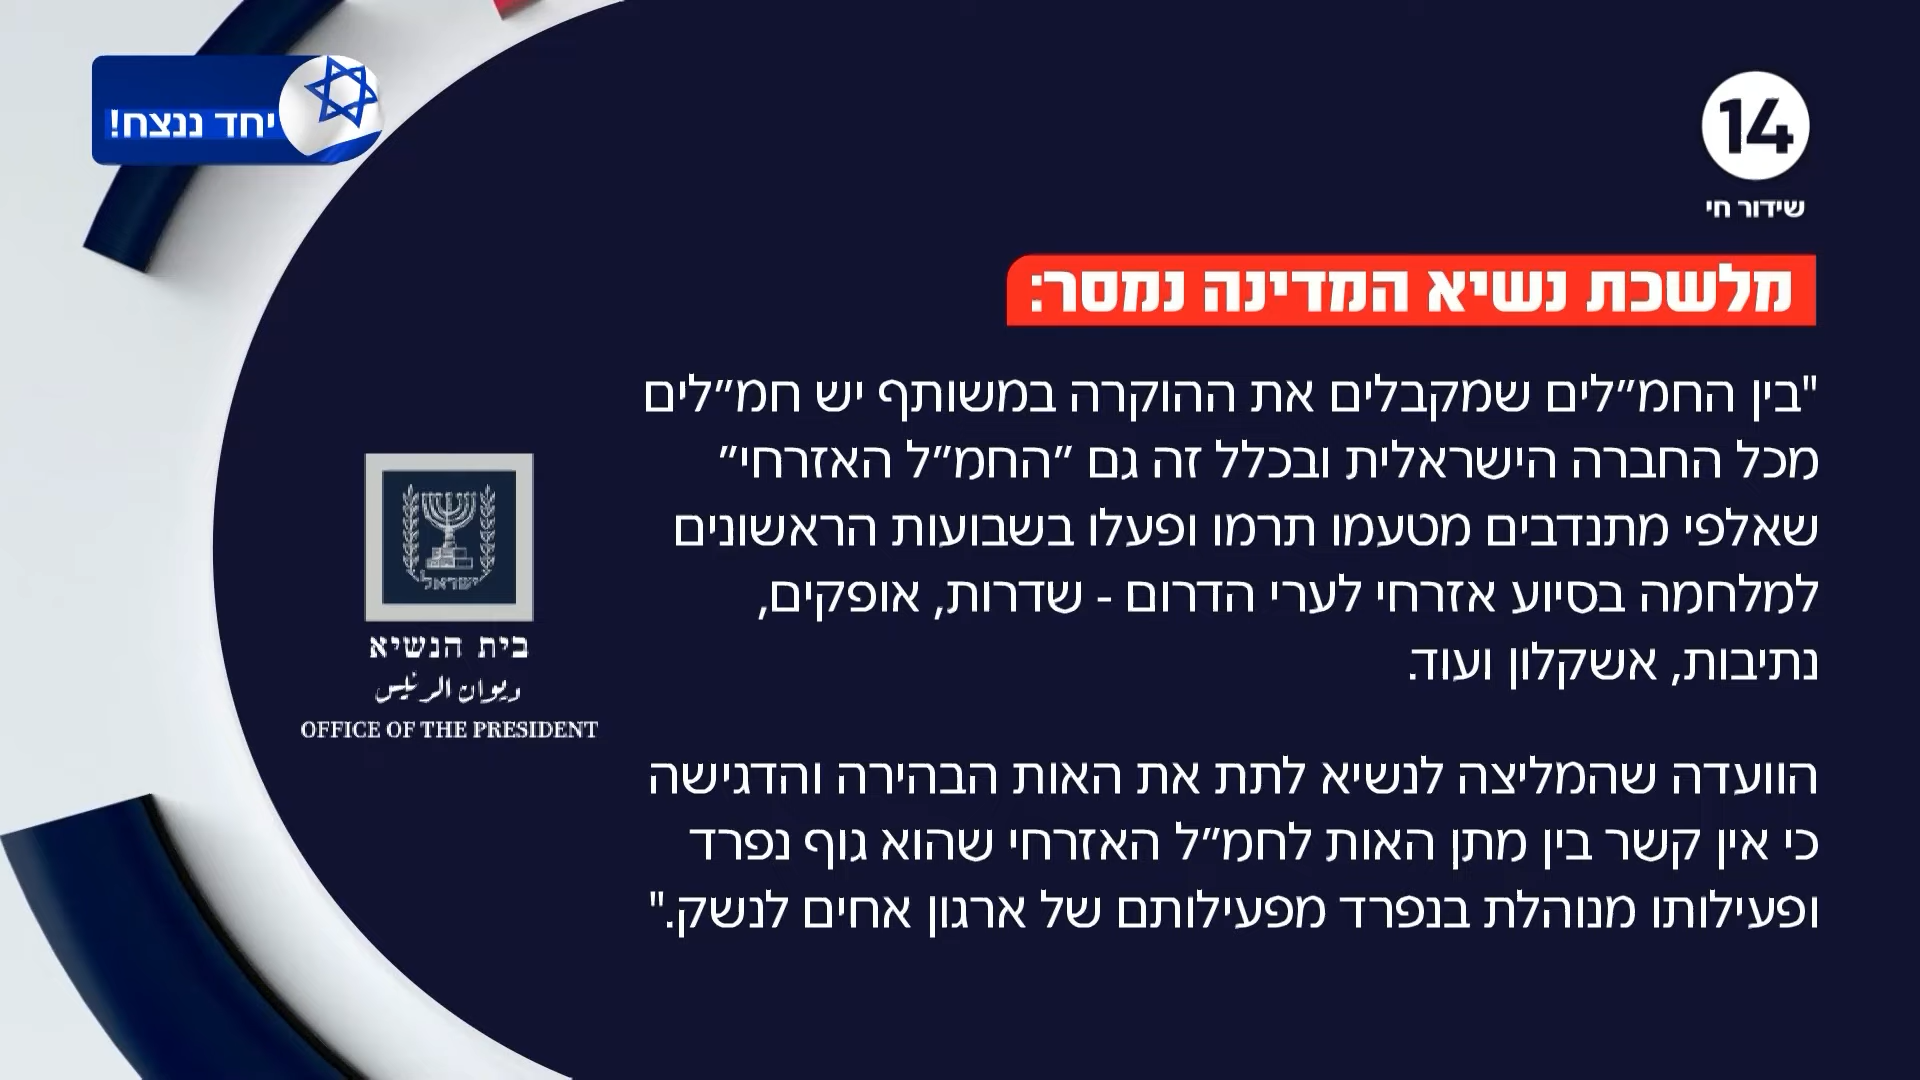 יחד ננצח!
14
שידור חי
מלשכת נשיא המדינה נמסר:
"בין החמ״לים שמקבלים את ההוקרה במשותף יש חמ״לים
מכל החברה הישראלית ובכלל זה גם ״החמ״ל האזרחי״
שאלפי מתנדבים מטעמו תרמו ופעלו בשבועות הראשונים
למלחמה בסיוע אזרחי לערי הדרום - שדרות, אופקים,
נתיבות, אשקלון ועוד.
הוועדה שהמליצה לנשיא לתת את האות הבהירה והדגישה
כי אין קשר בין מתן האות לחמ״ל האזרחי שהוא גוף נפרד
ופעילותו מנוהלת בנפרד מפעילותם של ארגון אחים לנשק."
ישראל
בית הנשיא
ديوان الرئيس
OFFICE OF THE PRESIDENT